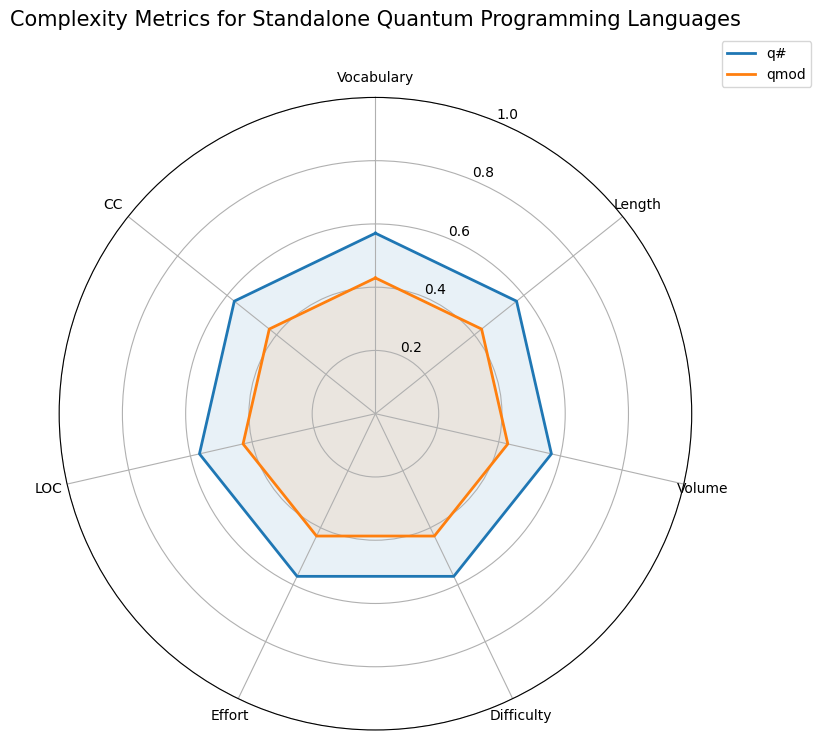 Complexity Metrics for Standalone Quantum Programming Languages
q#
qmod
Vocabulary
1.0
0.8
CC
Length
0.6
0.4
0.2
LOC
Volume
Effort
Difficulty